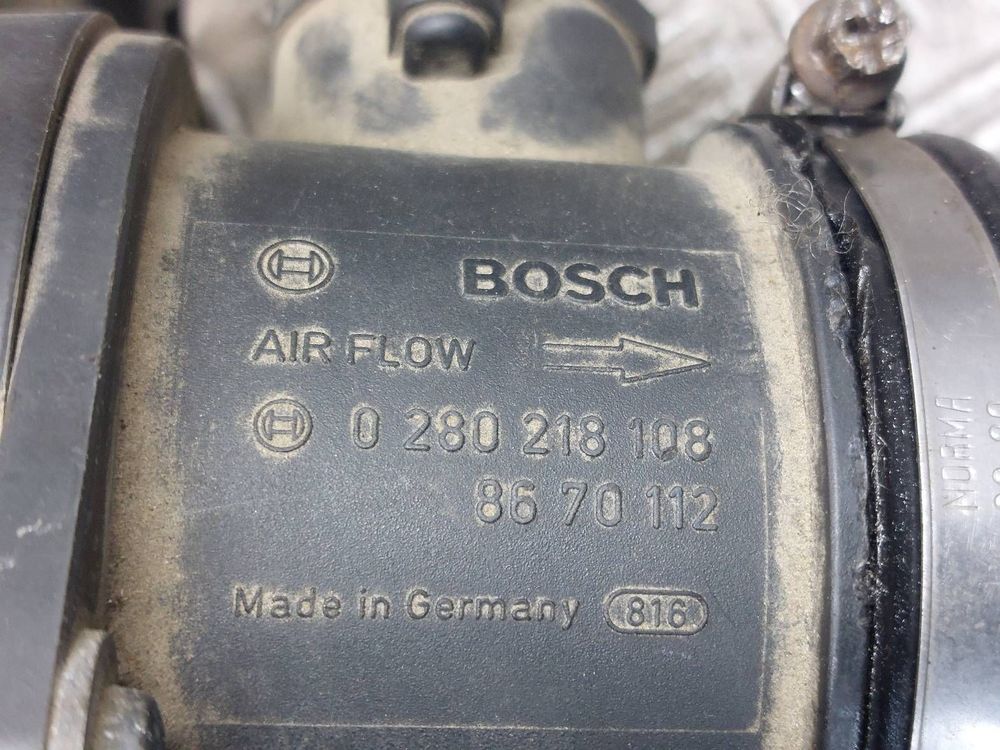 BOSCH
AIR FLOW
0 280 218 108
86 70 112
Made in Germany 816
NORMA